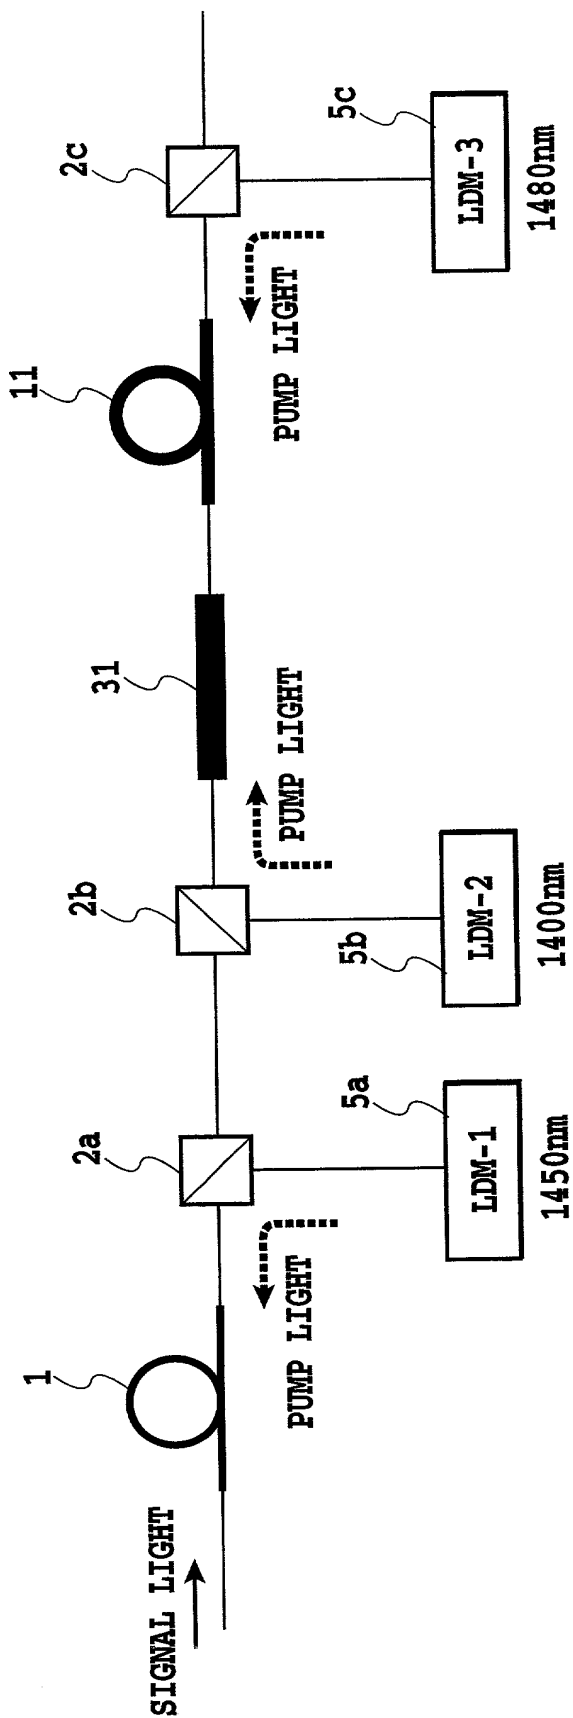 SIGNAL LIGHT
1
2a
2b
31
11
2c
PUMP LIGHT
PUMP LIGHT
PUMP LIGHT
5a
5b
5c
LDM-1
LDM-2
LDM-3
1450nm
1400nm
1480nm